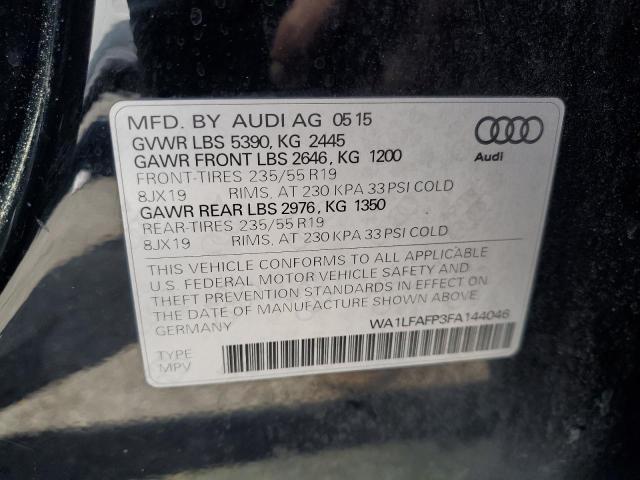 MFD. BY AUDI AG 05 15
GVWR LBS 5390, KG 2445
GAWR FRONT LBS 2646, KG 1200
FRONT-TIRES 235/55 R19
8JX19 RIMS, AT 230 KPA 33 PSI COLD
GAWR REAR LBS 2976, KG 1350
REAR-TIRES 235/55 R19
8JX19 RIMS, AT 230 KPA 33 PSI COLD
Audi
THIS VEHICLE CONFORMS TO ALL APPLICABLE
U.S. FEDERAL MOTOR VEHICLE SAFETY AND
THEFT PREVENTION STANDARDS IN EFFECT ON
THE DATE OF MANUFACTURE SHOWN ABOVE.
GERMANY
WA1LFAFP3FA144046
TYPE
MPV